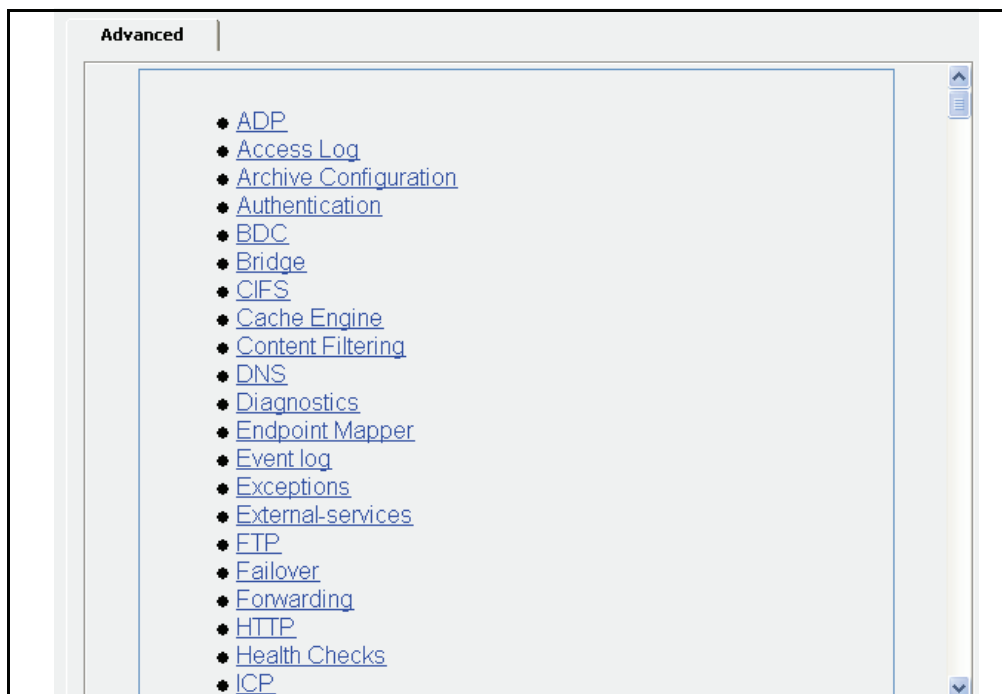 Advanced
ADP
Access Log
Archive Configuration
Authentication
BDC
Bridge
CIFS
Cache Engine
Content Filtering
DNS
Diagnostics
Endpoint Mapper
Event log
Exceptions
External-services
FTP
Failover
Forwarding
HTTP
Health Checks
ICP